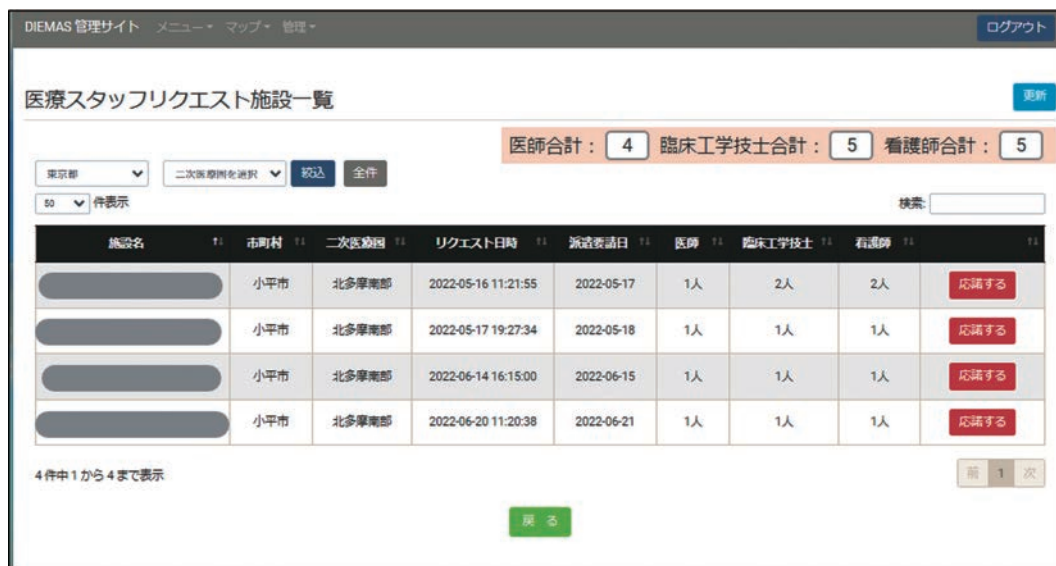 DIEMAS 管理サイト メニュー マップ 管理 ログアウト
医療スタッフリクエスト施設一覧 更新
医師合計： 4 臨床工学技士合計： 5 看護師合計： 5
東京都 二次医療圏を選択 絞込 全件
50 件表示 検索:
施設名 市町村 二次医療圏 リクエスト日時 派遣要請日 医師 臨床工学技士 看護師
小平市 北多摩南部 2022-05-16 11:21:55 2022-05-17 1人 2人 2人 応諾する
小平市 北多摩南部 2022-05-17 19:27:34 2022-05-18 1人 1人 1人 応諾する
小平市 北多摩南部 2022-06-14 16:15:00 2022-06-15 1人 1人 1人 応諾する
小平市 北多摩南部 2022-06-20 11:20:38 2022-06-21 1人 1人 1人 応諾する
4 件中 1 から 4 まで表示 前 1 次
戻 る